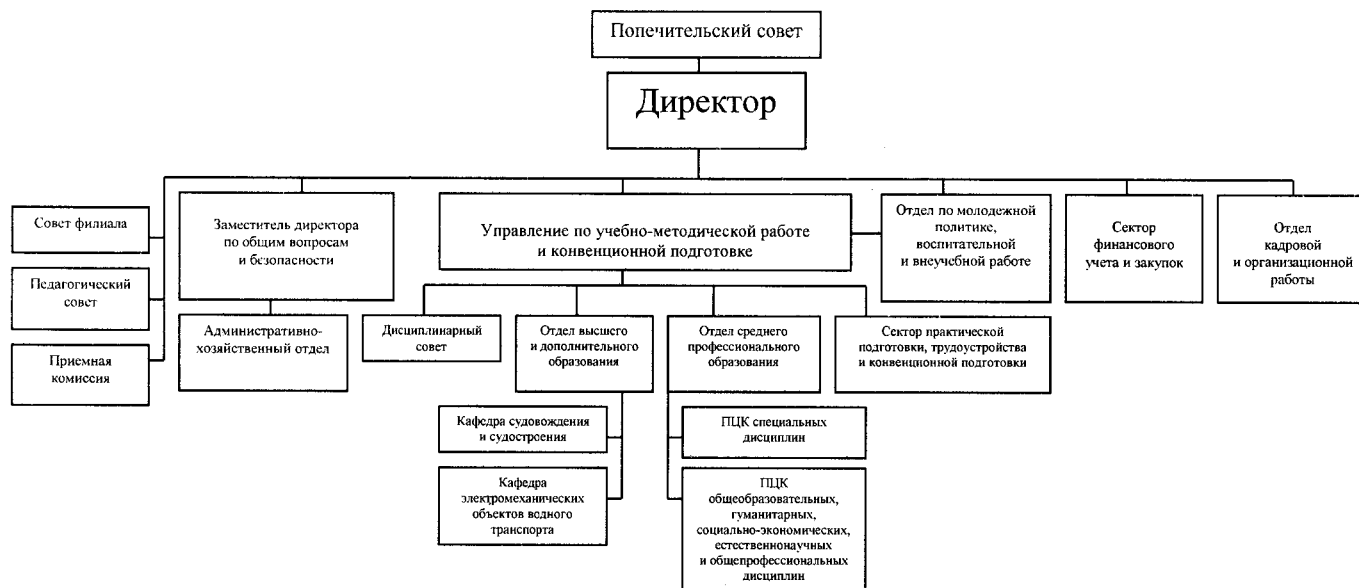 Попечительский совет
Директор
Совет филиала
Педагогический
совет
Приемная
комиссия
Заместитель директора
по общим вопросам
и безопасности
Административно-
хозяйственный отдел
Управление по учебно-методической работе
и конвенционной подготовке
Отдел по молодежной
политике,
воспитательной
и внеучебной работе
Сектор
финансового
учета и закупок
Отдел
кадровой
и организационной
работы
Дисциплинарный
совет
Отдел высшего
и дополнительного
образования
Отдел среднего
профессионального
образования
Сектор практической
подготовки, трудоустройства
и конвенционной подготовки
Кафедра судовождения
и судостроения
Кафедра
электромеханических
объектов водного
транспорта
ПЦК специальных
дисциплин
ПЦК
общеобразовательных,
гуманитарных,
социально-экономических,
естественнонаучных
и общепрофессиональных
дисциплин